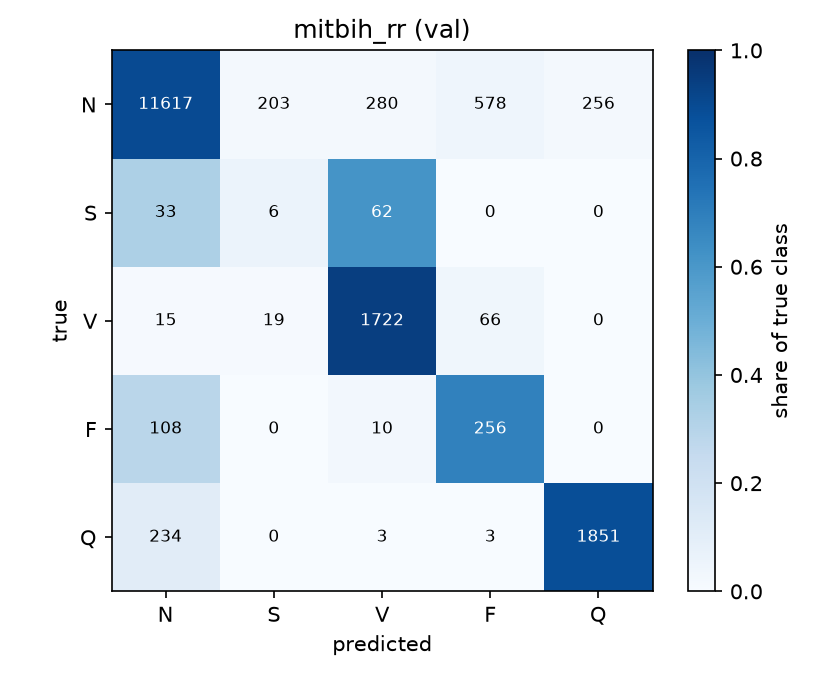 mitbih_rr (val)
N 11617 203 280 578 256
S 33 6 62 0 0
V 15 19 1722 66 0
F 108 0 10 256 0
Q 234 0 3 3 1851
N S V F Q
predicted
true
1.0
0.8
0.6
0.4
0.2
0.0
share of true class